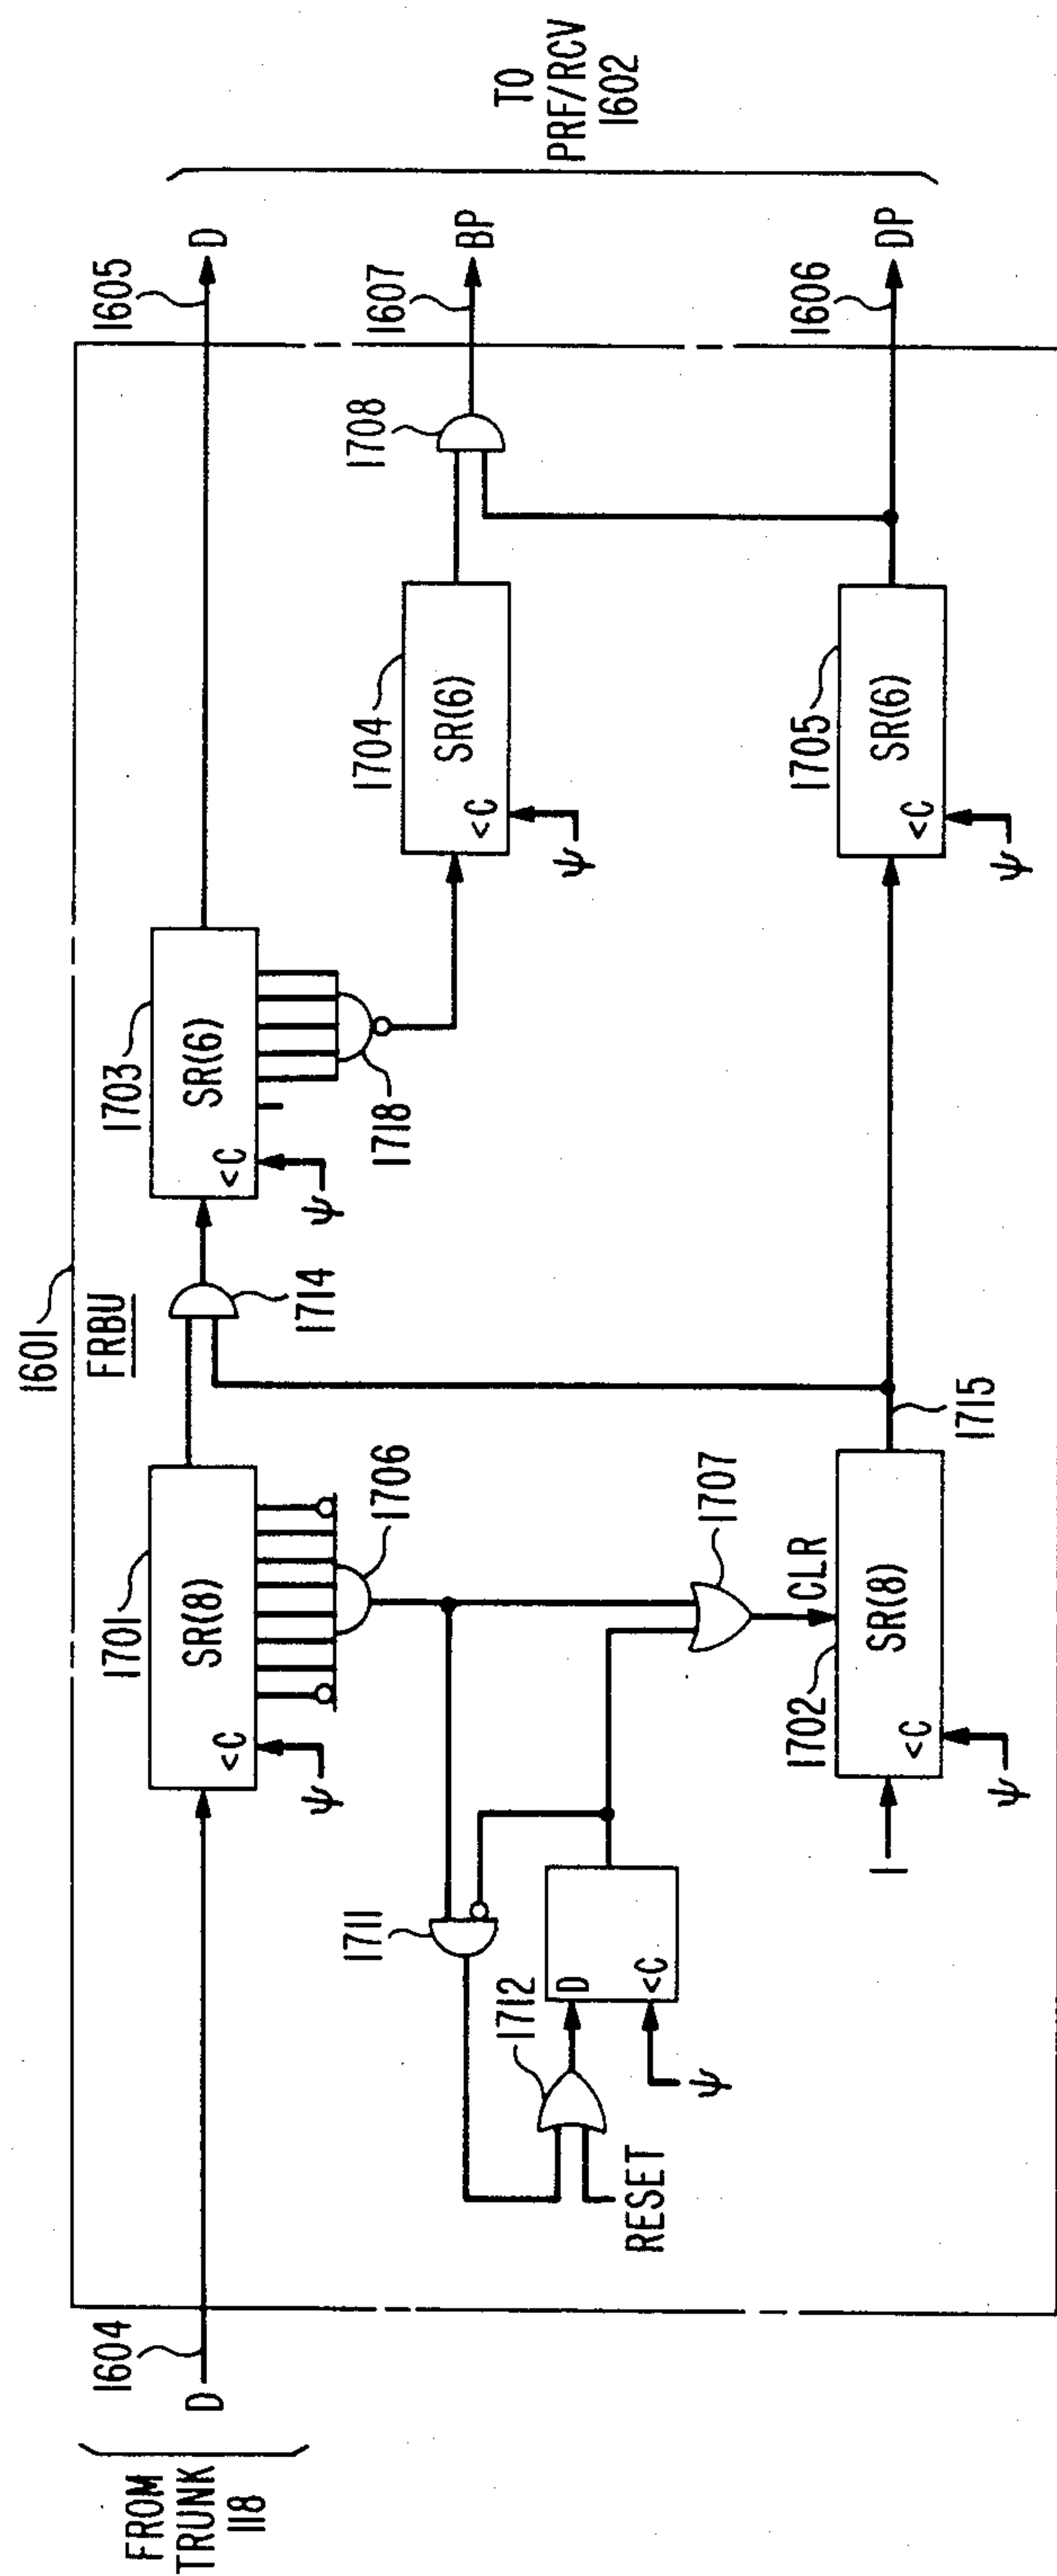 1601
FRBU
FROM
TRUNK
118
D
1604
1701
SR(8)
<C
ψ
1706
1714
1703
SR(6)
<C
ψ
1718
1605
D
TO
PRF/RCV
1602
1704
SR(6)
<C
ψ
1708
1607
BP
1711
1712
D
<C
ψ
RESET
1707
CLR
1702
SR(8)
<C
ψ
1
1715
1705
SR(6)
<C
ψ
1606
DP